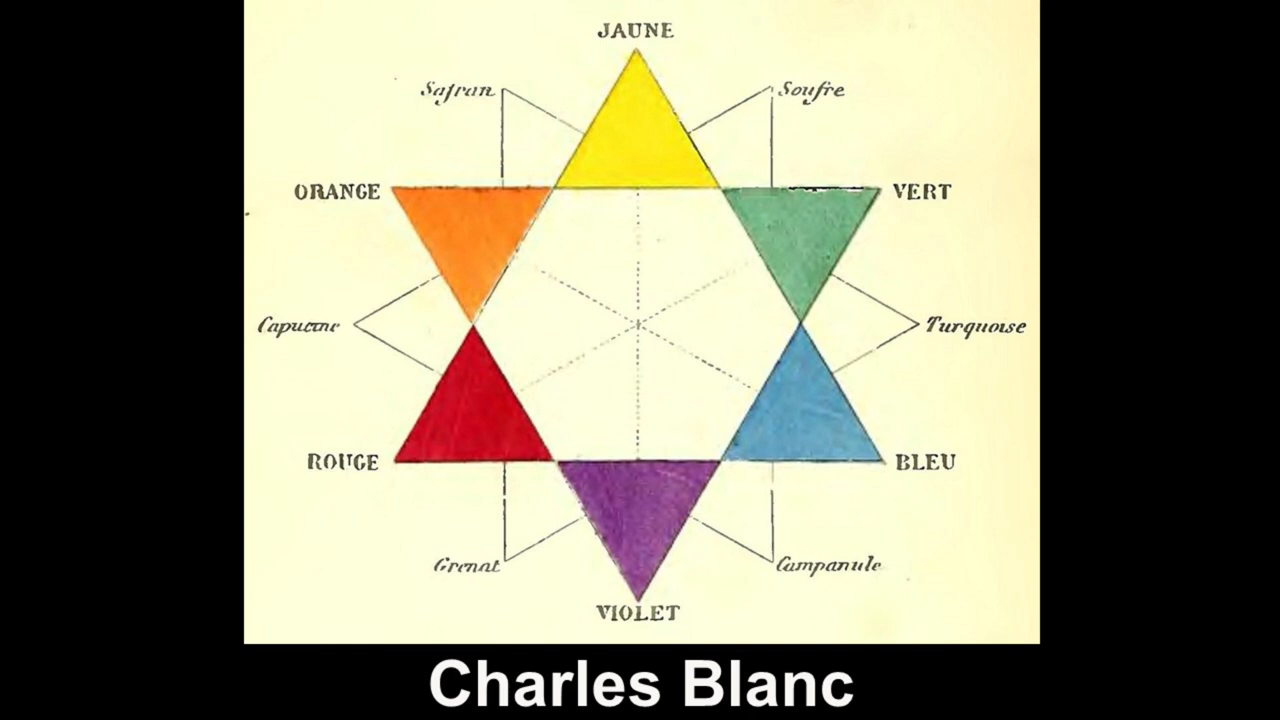 JAUNE
Safran
Soufre
ORANGE
VERT
Capucine
Turquoise
ROUGE
BLEU
Grenat
Campanule
VIOLET
Charles Blanc